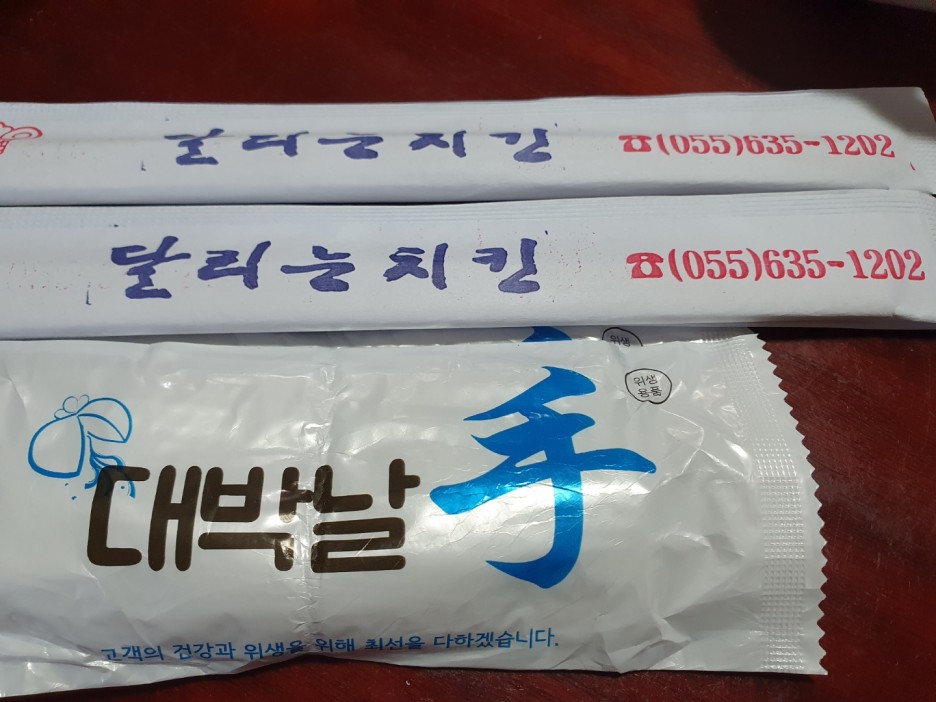 달리는치킨 ☎(055)635-1202
달리는치킨 ☎(055)635-1202
위생
위생
용품
대박날 手
고객의 건강과 위생을 위해 최선을 다하겠습니다.